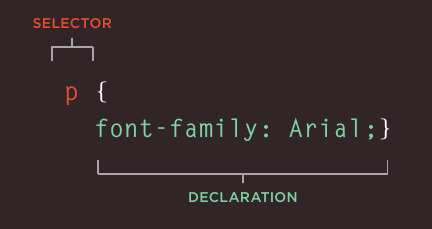 SELECTOR
p {
font-family: Arial;}
DECLARATION